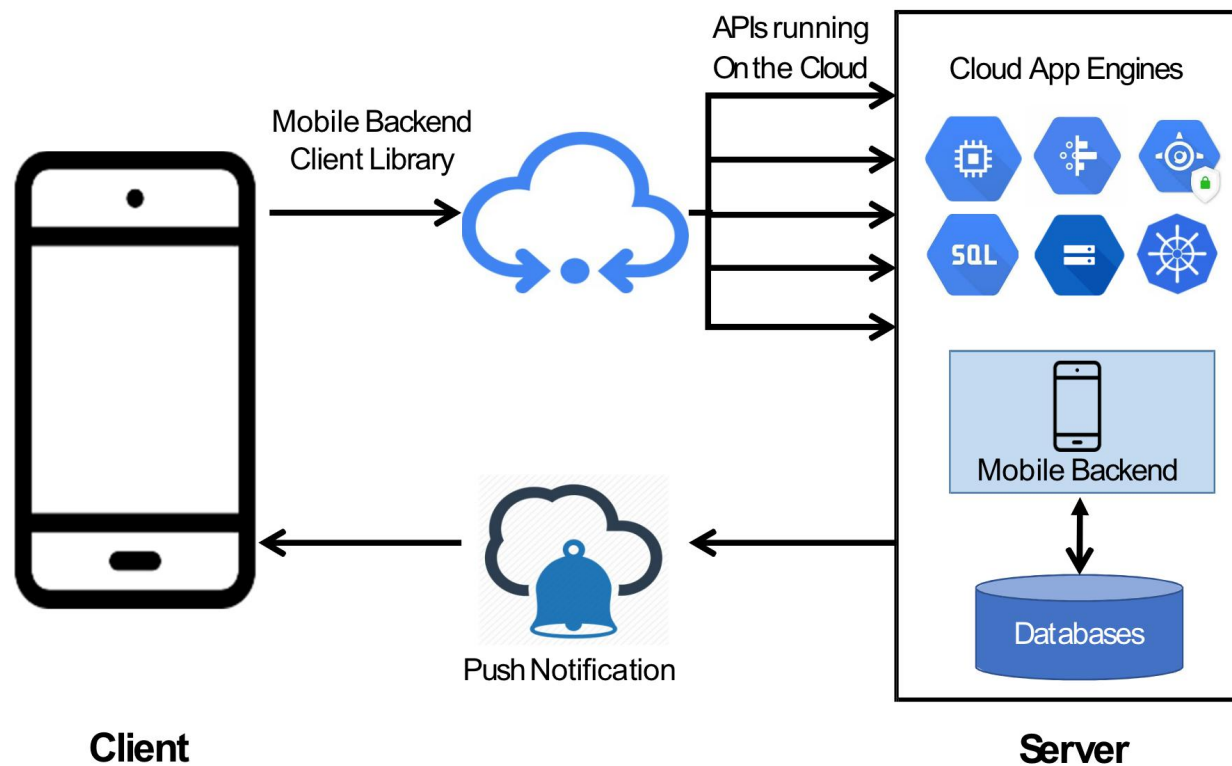 APIs running
On the Cloud
Cloud App Engines
Mobile Backend
Client Library
SQL
Mobile Backend
Databases
Push Notification
Client
Server